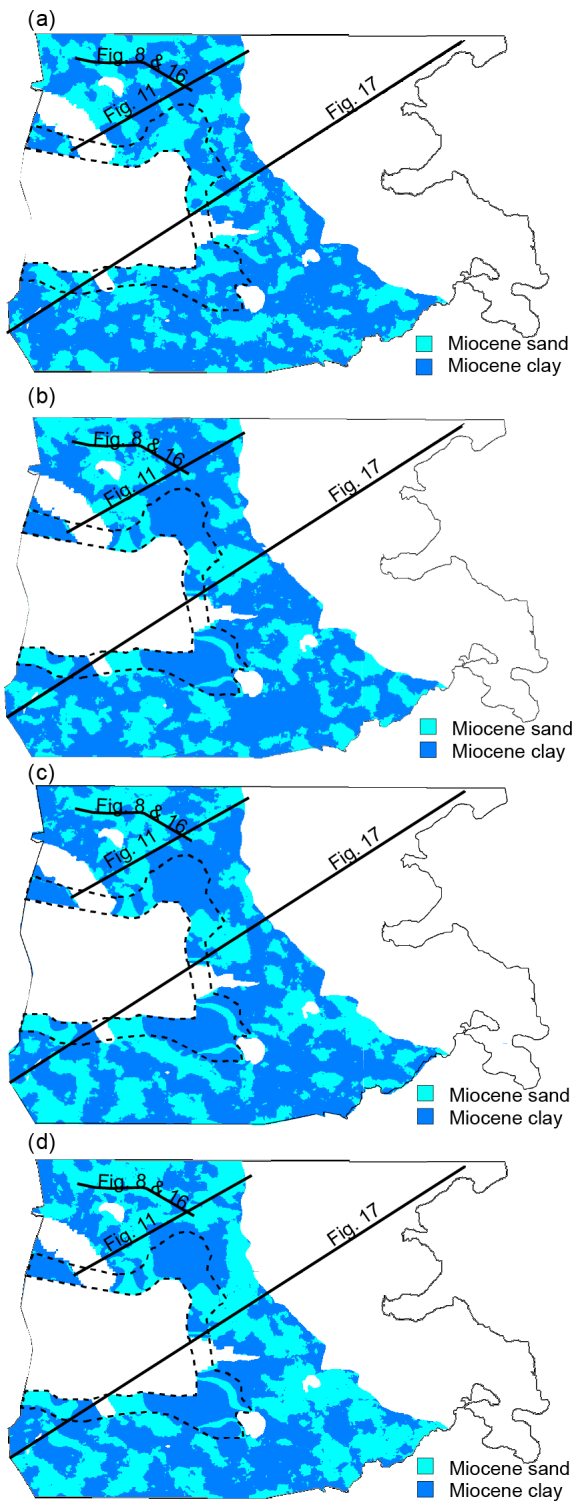 (a)
Fig. 8 & 16
Fig. 11
Fig. 17
Miocene sand
Miocene clay
(b)
Fig. 8 & 16
Fig. 11
Fig. 17
Miocene sand
Miocene clay
(c)
Fig. 8 & 16
Fig. 11
Fig. 17
Miocene sand
Miocene clay
(d)
Fig. 8 & 16
Fig. 11
Fig. 17
Miocene sand
Miocene clay